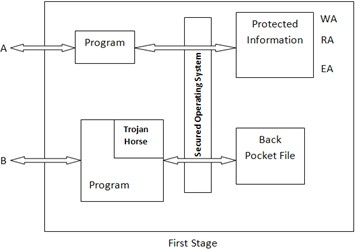 A
Program
Secured Operating System
Protected
Information
WA
RA
EA
B
Trojan
Horse
Program
Back
Pocket File
First Stage